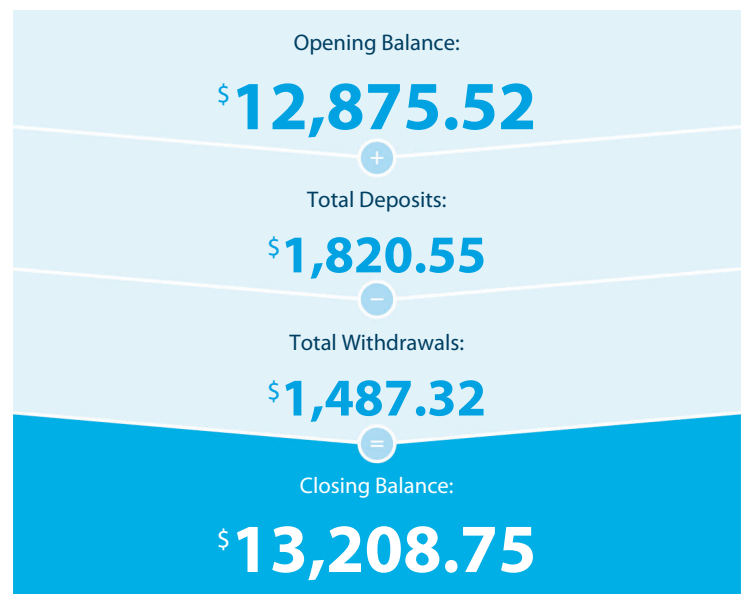 Opening Balance:
$12,875.52
+
Total Deposits:
$1,820.55
−
Total Withdrawals:
$1,487.32
=
Closing Balance:
$13,208.75